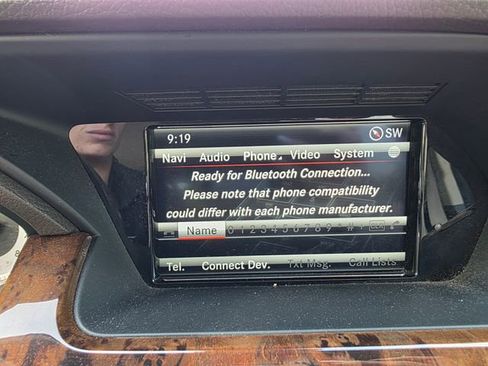 9:19 SW
Navi Audio Phone Video System
Ready for Bluetooth Connection...
Please note that phone compatibility
could differ with each phone manufacturer.
Name 0 1 2 3 4 5 6 7 8 9 * # +
Tel. Connect Dev. Txt Msg. Call Lists